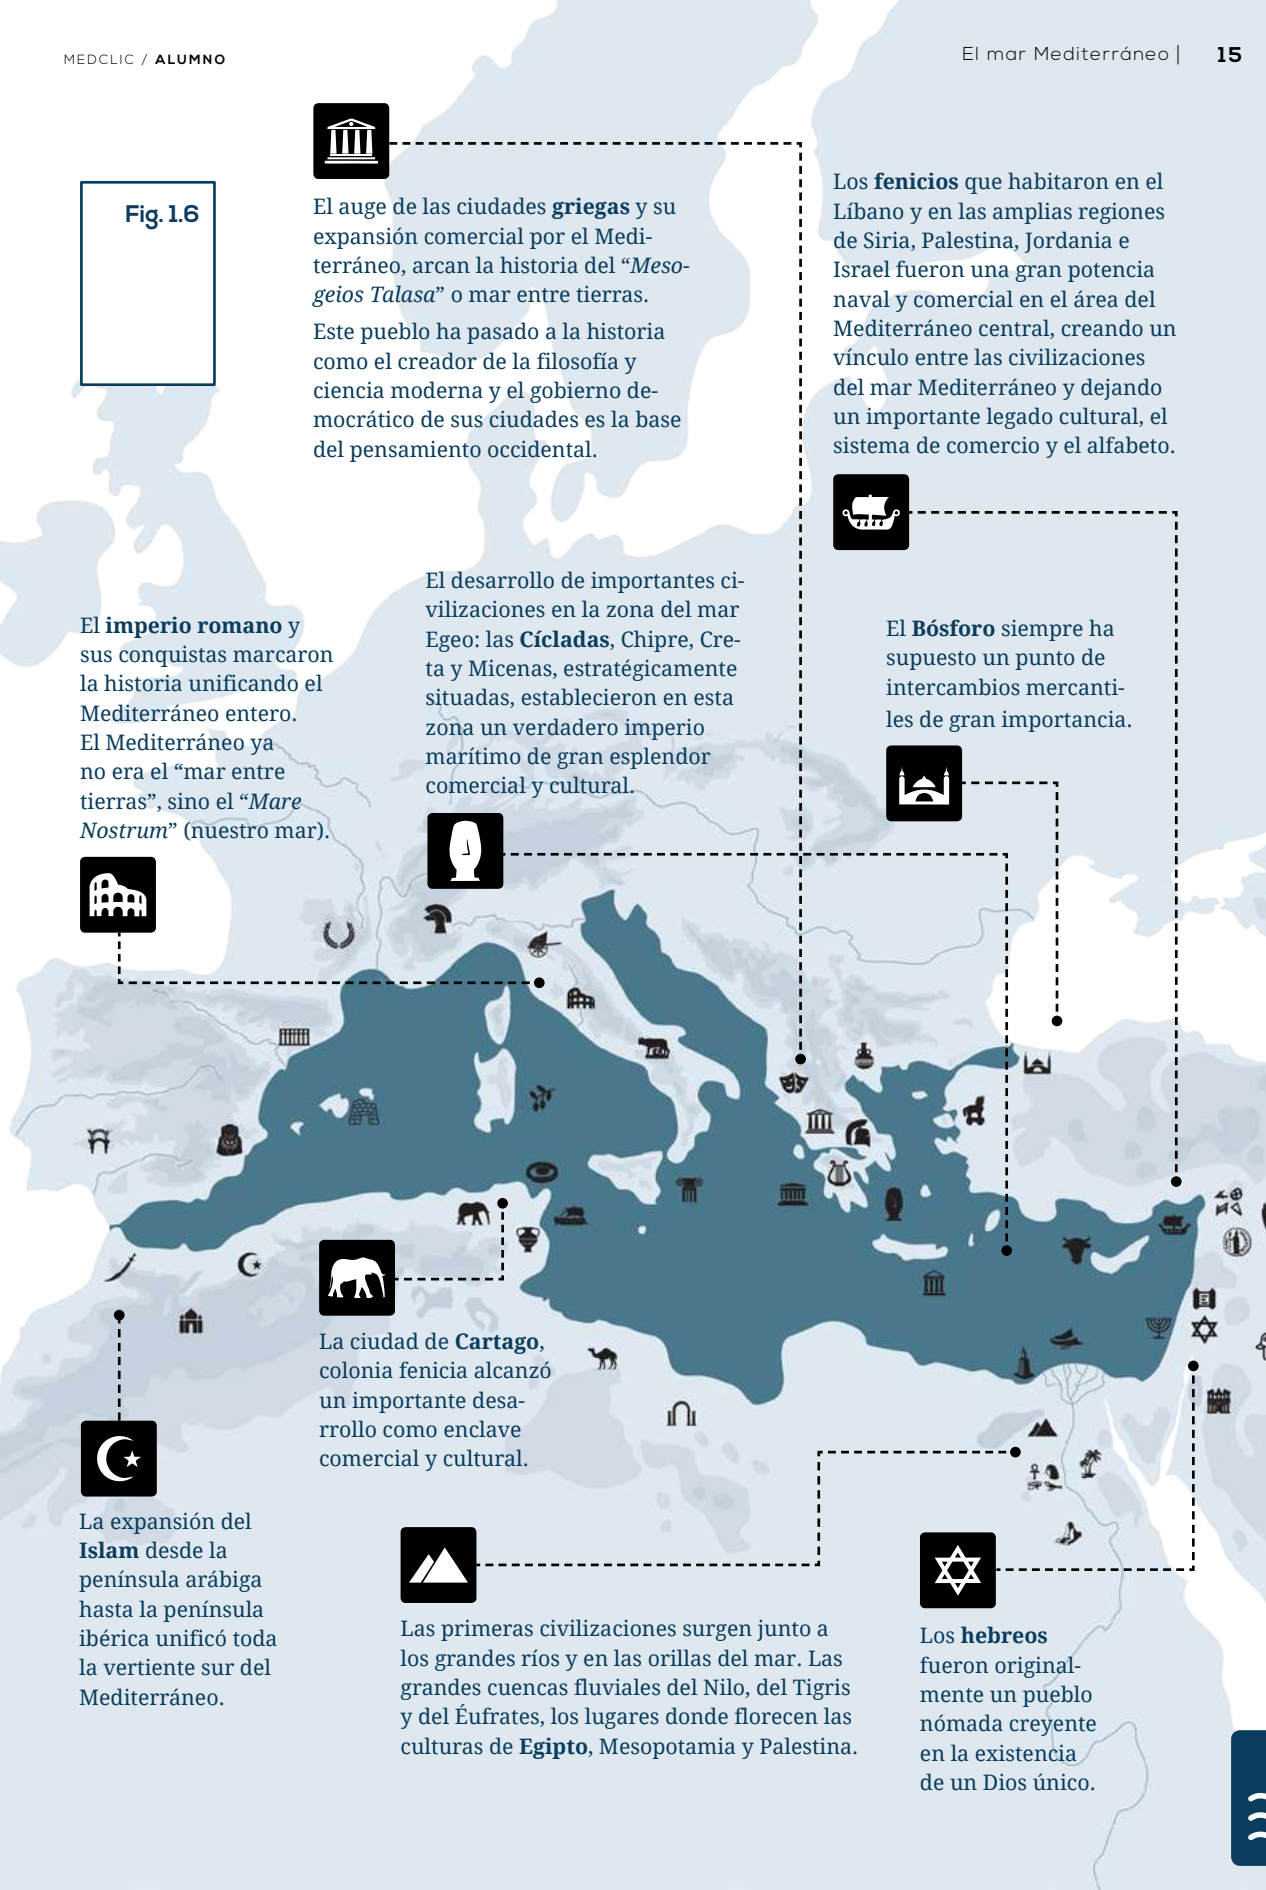 MEDCLIC / ALUMNO
El mar Mediterráneo | 15
Fig. 1.6
El auge de las ciudades griegas y su
expansión comercial por el Medi-
terráneo, arcan la historia del “Meso-
geios Talasa” o mar entre tierras.
Este pueblo ha pasado a la historia
como el creador de la filosofía y
ciencia moderna y el gobierno de-
mocrático de sus ciudades es la base
del pensamiento occidental.
Los fenicios que habitaron en el
Líbano y en las amplias regiones
de Siria, Palestina, Jordania e
Israel fueron una gran potencia
naval y comercial en el área del
Mediterráneo central, creando un
vínculo entre las civilizaciones
del mar Mediterráneo y dejando
un importante legado cultural, el
sistema de comercio y el alfabeto.
El imperio romano y
sus conquistas marcaron
la historia unificando el
Mediterráneo entero.
El Mediterráneo ya
no era el “mar entre
tierras”, sino el “Mare
Nostrum” (nuestro mar).
El desarrollo de importantes ci-
vilizaciones en la zona del mar
Egeo: las Cícladas, Chipre, Cre-
ta y Micenas, estratégicamente
situadas, establecieron en esta
zona un verdadero imperio
marítimo de gran esplendor
comercial y cultural.
El Bósforo siempre ha
supuesto un punto de
intercambios mercanti-
les de gran importancia.
La ciudad de Cartago,
colonia fenicia alcanzó
un importante desa-
rrollo como enclave
comercial y cultural.
La expansión del
Islam desde la
península arábiga
hasta la península
ibérica unificó toda
la vertiente sur del
Mediterráneo.
Las primeras civilizaciones surgen junto a
los grandes ríos y en las orillas del mar. Las
grandes cuencas fluviales del Nilo, del Tigris
y del Éufrates, los lugares donde florecen las
culturas de Egipto, Mesopotamia y Palestina.
Los hebreos
fueron original-
mente un pueblo
nómada creyente
en la existencia
de un Dios único.